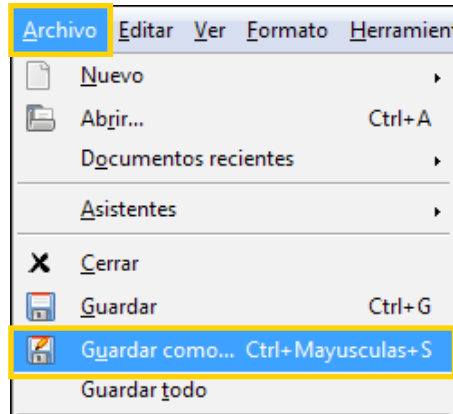 Archivo Editar Ver Formato Herramien
Nuevo
Abrir... Ctrl+A
Documentos recientes
Asistentes
Cerrar
Guardar Ctrl+G
Guardar como... Ctrl+Mayusculas+S
Guardar todo